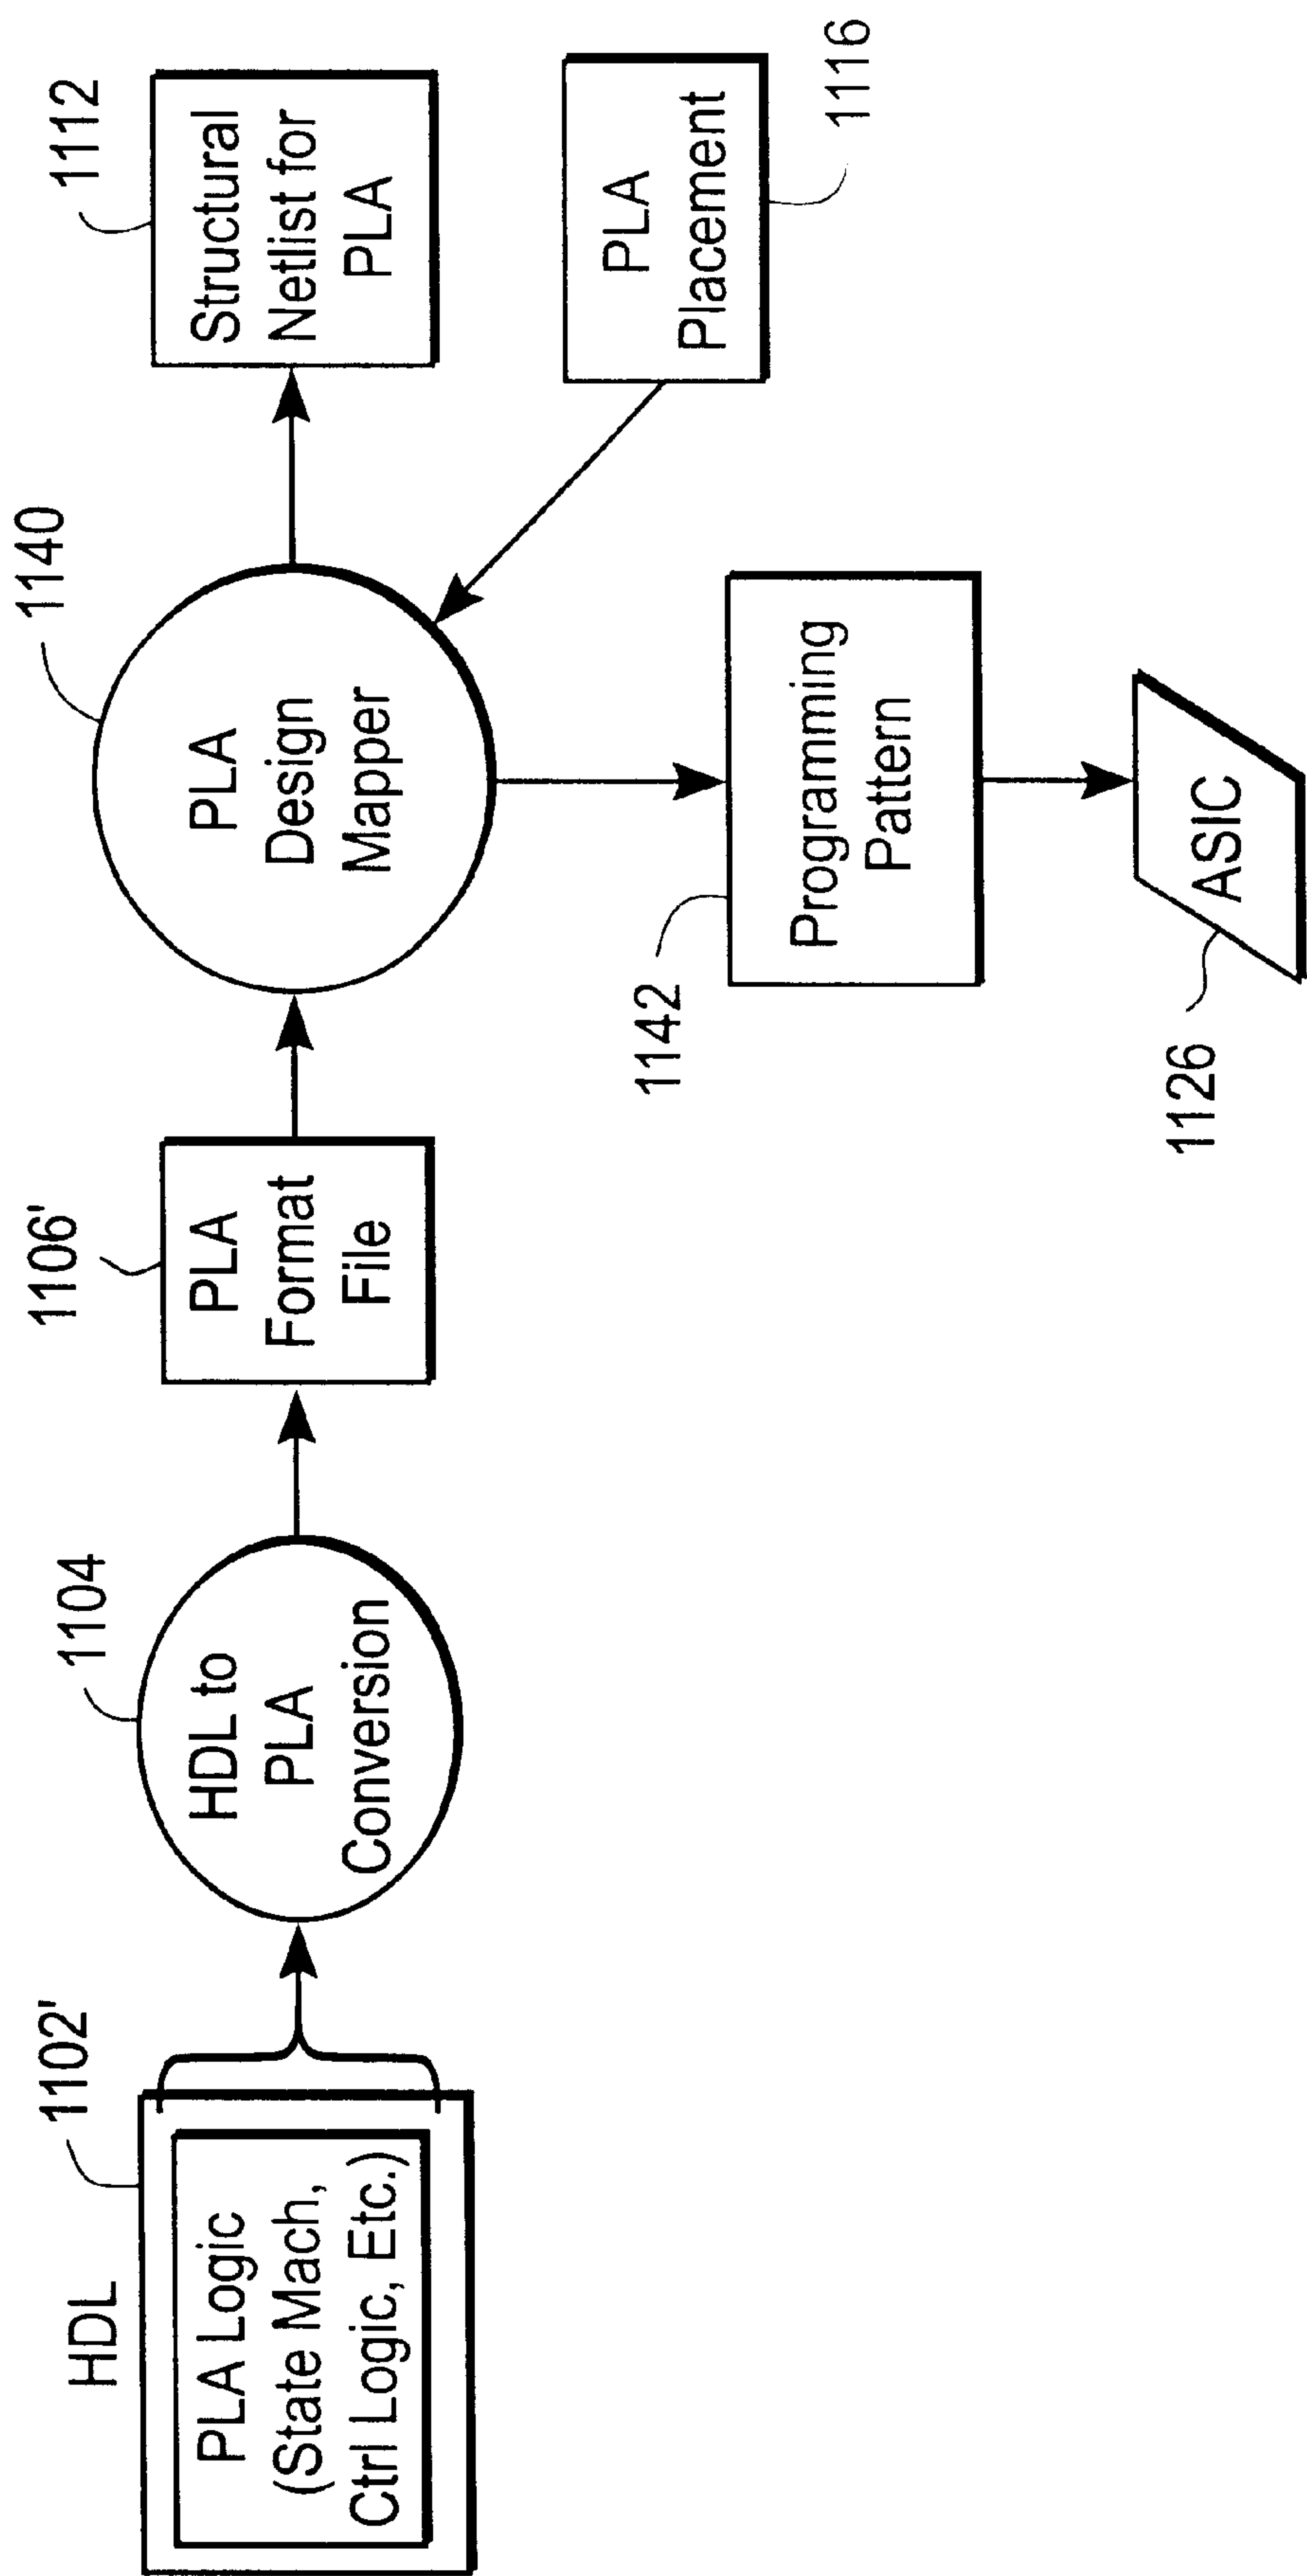 HDL
1102'
PLA Logic
(State Mach,
Ctrl Logic, Etc.)
1104
HDL to
PLA
Conversion
1106'
PLA
Format
File
1140
PLA
Design
Mapper
1112
Structural
Netlist for
PLA
PLA
Placement
1116
1142
Programming
Pattern
1126
ASIC